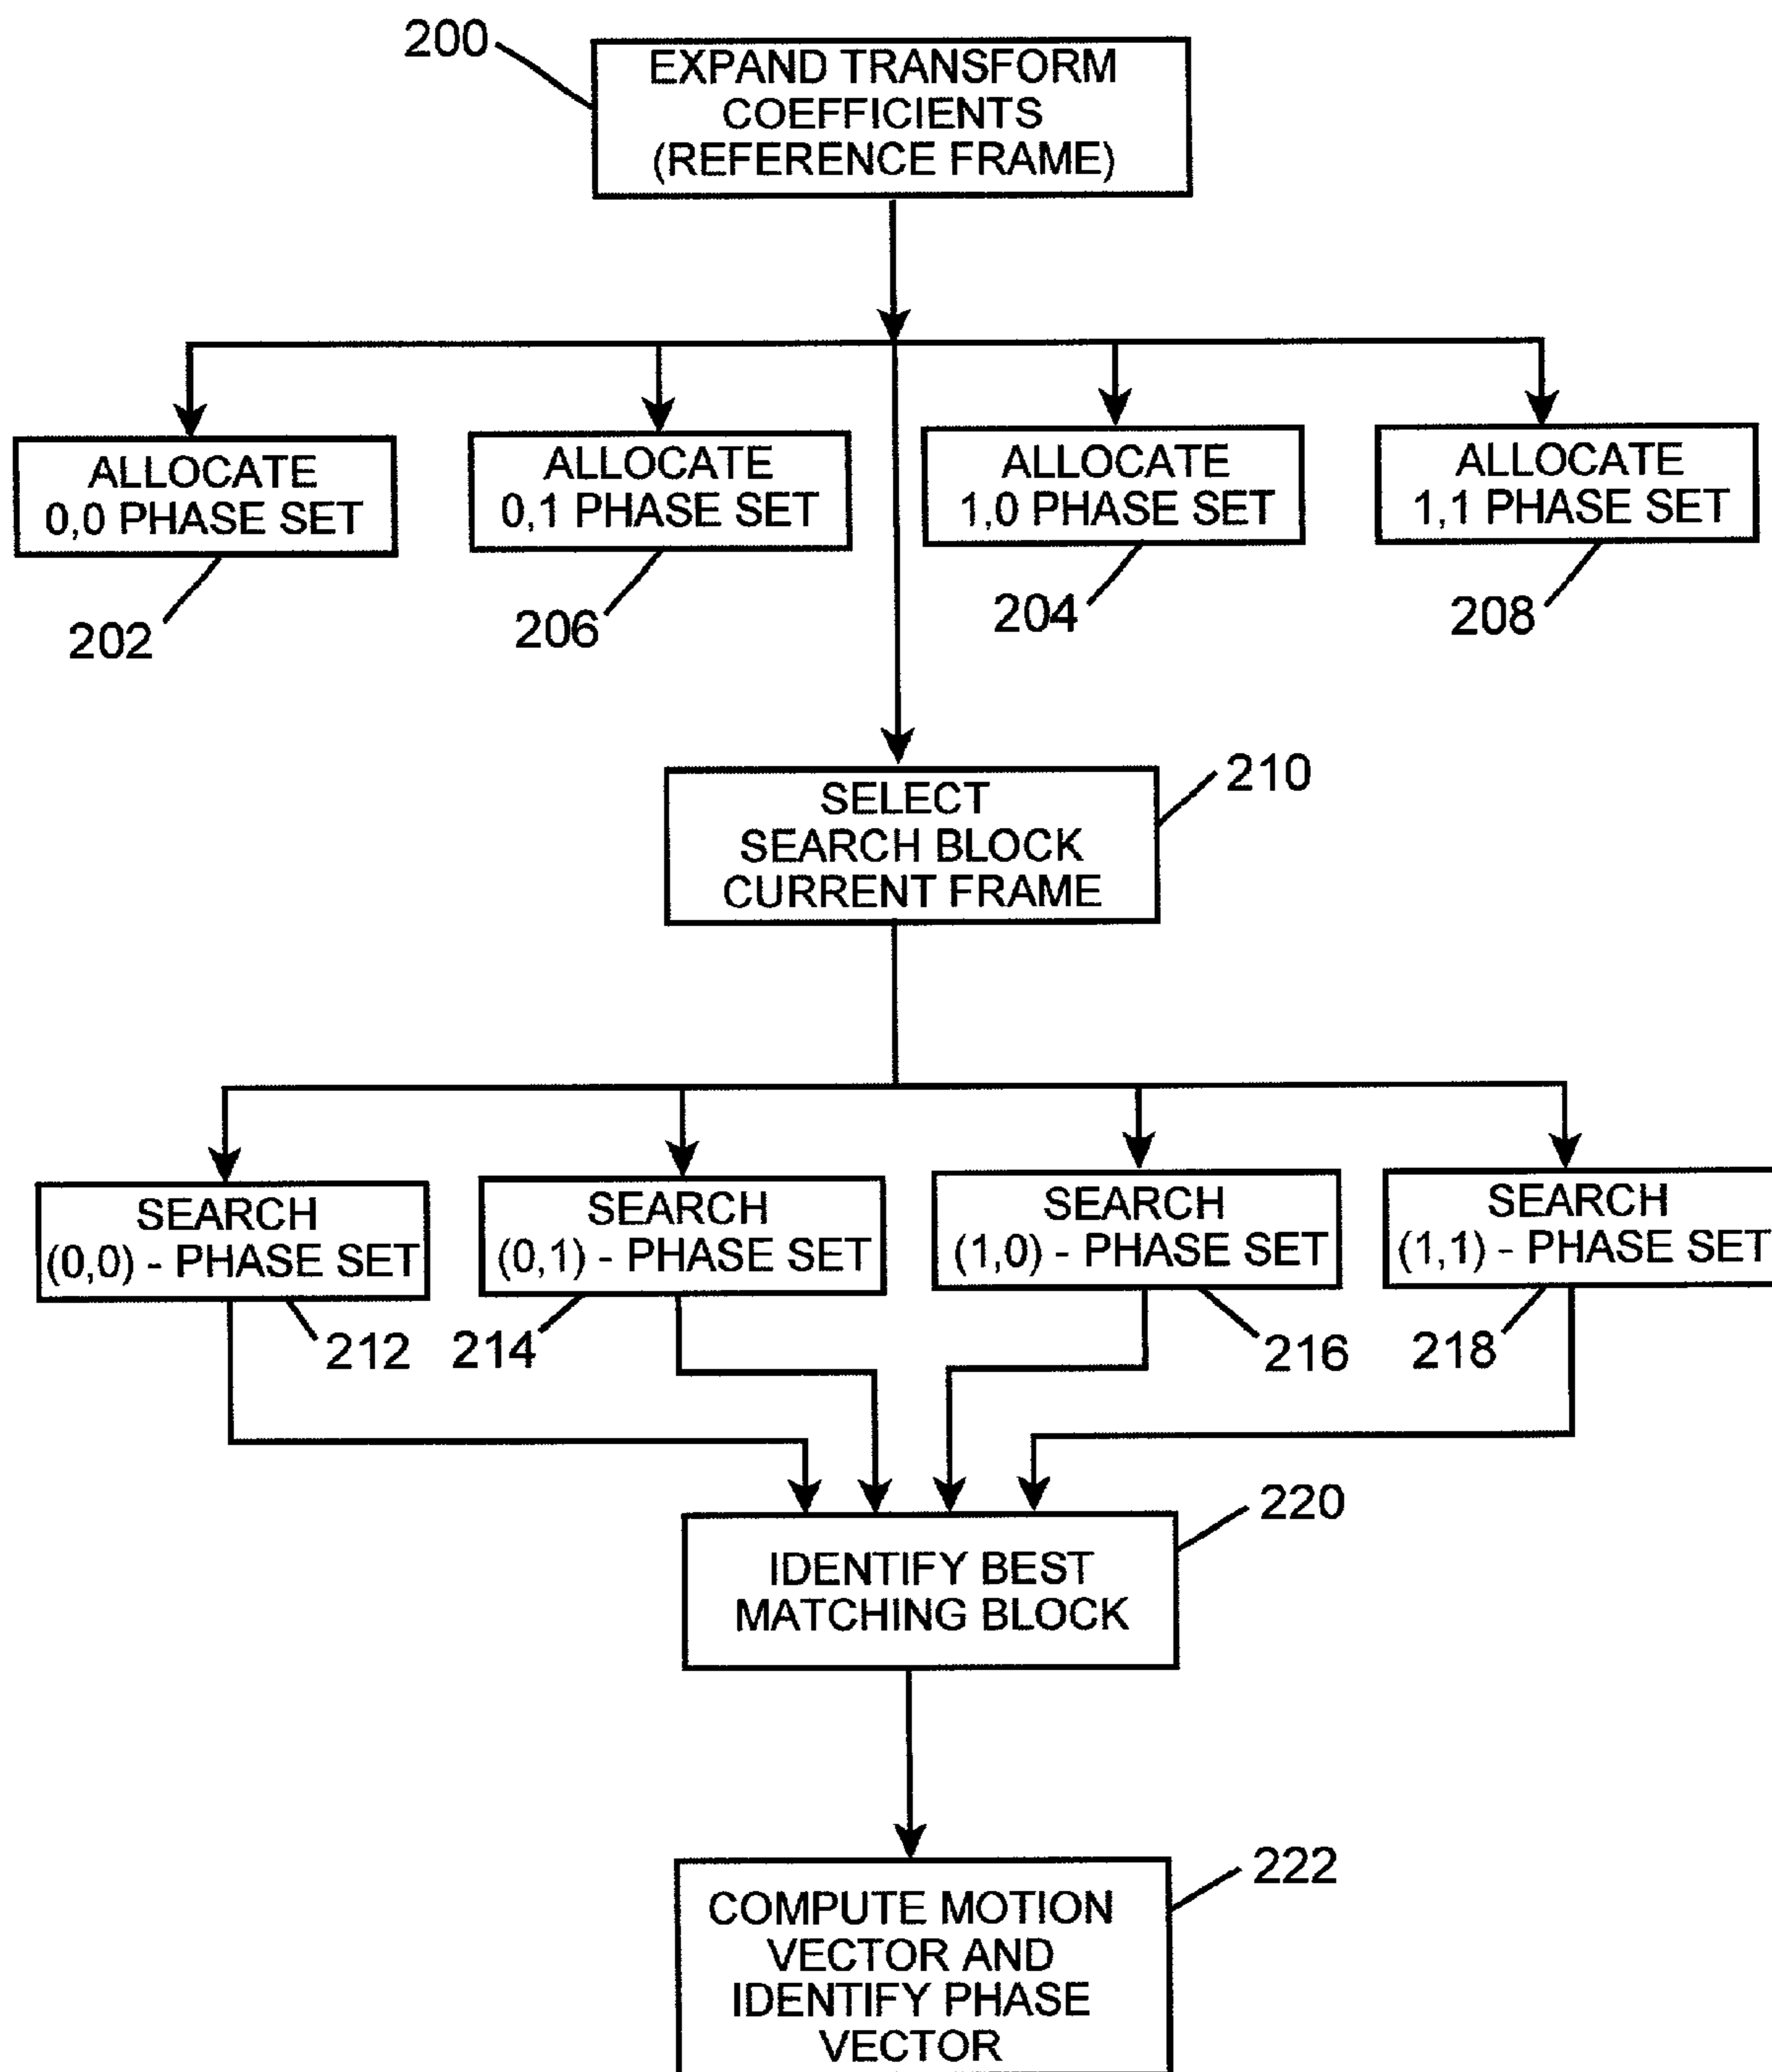 200
EXPAND TRANSFORM
COEFFICIENTS
(REFERENCE FRAME)
ALLOCATE
0,0 PHASE SET
202
ALLOCATE
0,1 PHASE SET
206
ALLOCATE
1,0 PHASE SET
204
ALLOCATE
1,1 PHASE SET
208
SELECT
SEARCH BLOCK
CURRENT FRAME
210
SEARCH
(0,0) - PHASE SET
212
SEARCH
(0,1) - PHASE SET
214
SEARCH
(1,0) - PHASE SET
216
SEARCH
(1,1) - PHASE SET
218
IDENTIFY BEST
MATCHING BLOCK
220
COMPUTE MOTION
VECTOR AND
IDENTIFY PHASE
VECTOR
222